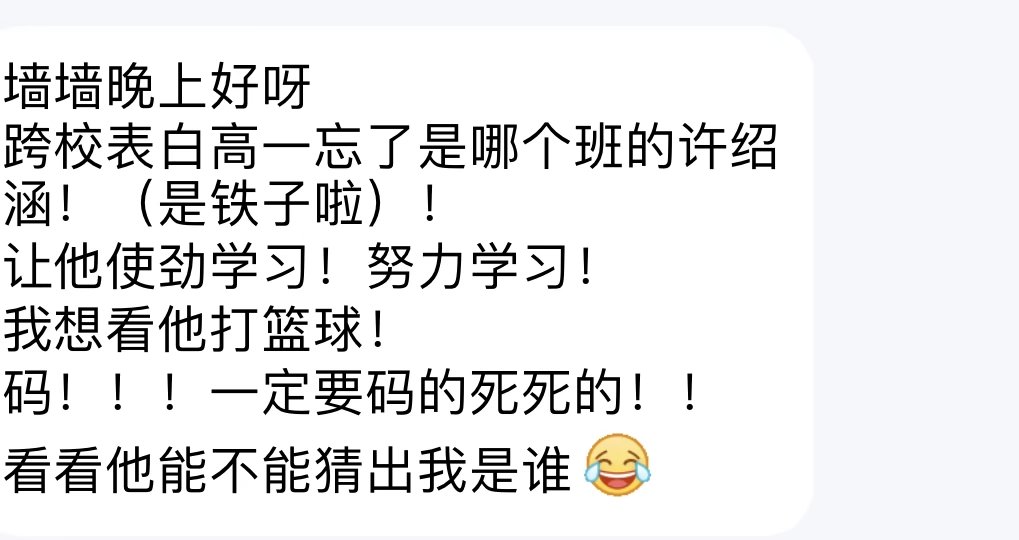 墙墙晚上好呀
跨校表白高一忘了是哪个班的许绍
涵！（是铁子啦）！
让他使劲学习！努力学习！
我想看他打篮球！
码！！！一定要码的死死的！！
看看他能不能猜出我是谁😂